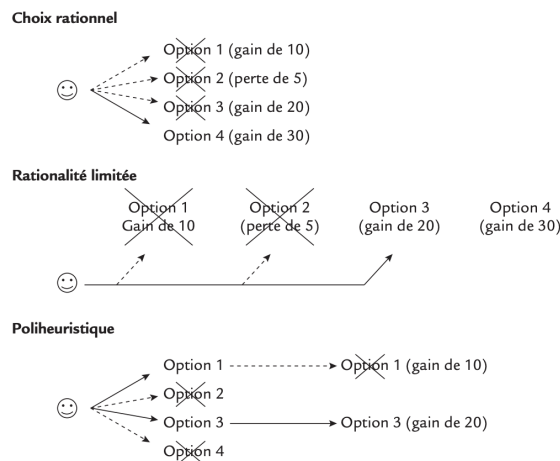 Choix rationnel
Option 1 (gain de 10)
Option 2 (perte de 5)
Option 3 (gain de 20)
Option 4 (gain de 30)
Rationalité limitée
Option 1
Gain de 10
Option 2
(perte de 5)
Option 3
(gain de 20)
Option 4
(gain de 30)
Poliheuristique
Option 1
Option 1 (gain de 10)
Option 2
Option 3
Option 3 (gain de 20)
Option 4